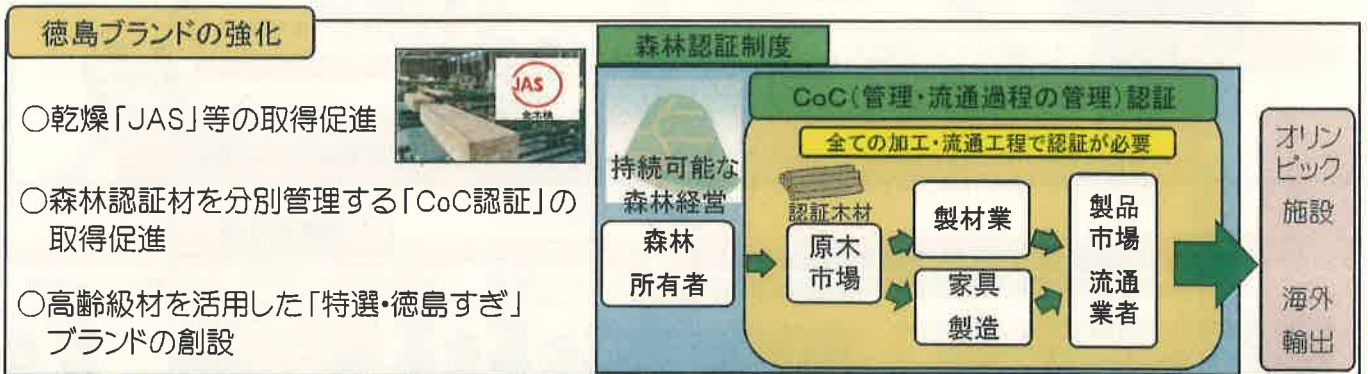 徳島ブランドの強化
○乾燥「JAS」等の取得促進
JAS
全木検
○森林認証材を分別管理する「CoC認証」の
取得促進
○高齢級材を活用した「特選・徳島すぎ」
ブランドの創設
森林認証制度
持続可能な
森林経営
森林
所有者
CoC(管理・流通過程の管理)認証
全ての加工・流通工程で認証が必要
認証木材
原木
市場
製材業
家具
製造
製品
市場
流通
業者
オリン
ピック
施設
海外
輸出